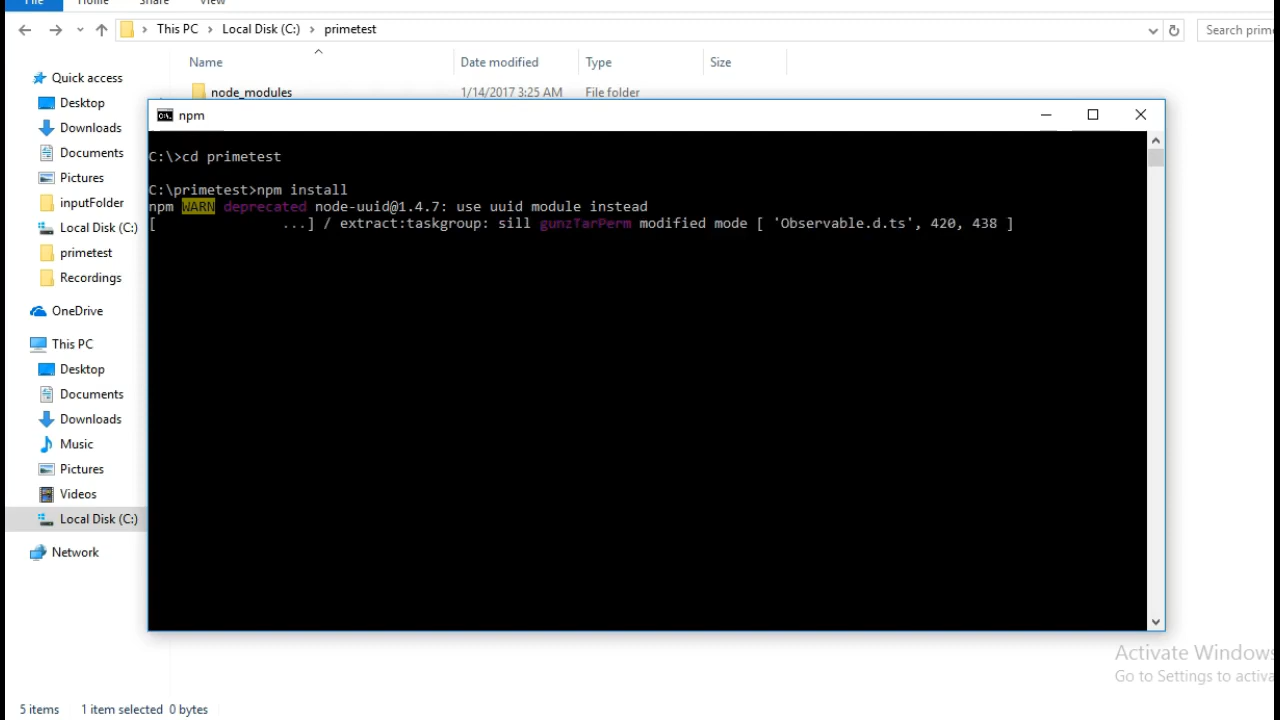 File Home Share View
This PC > Local Disk (C:) > primetest
Search prime
Name Date modified Type Size
node_modules 1/14/2017 3:25 AM File folder
Quick access
Desktop
Downloads
Documents
Pictures
inputFolder
Local Disk (C:)
primetest
Recordings
OneDrive
This PC
Desktop
Documents
Downloads
Music
Pictures
Videos
Local Disk (C:)
Network
npm
C:\>cd primetest
C:\primetest>npm install
npm WARN deprecated node-uuid@1.4.7: use uuid module instead
[ ...] / extract:taskgroup: sill gunzTarPerm modified mode [ 'Observable.d.ts', 420, 438 ]
Activate Windows
Go to Settings to activa
5 items 1 item selected 0 bytes